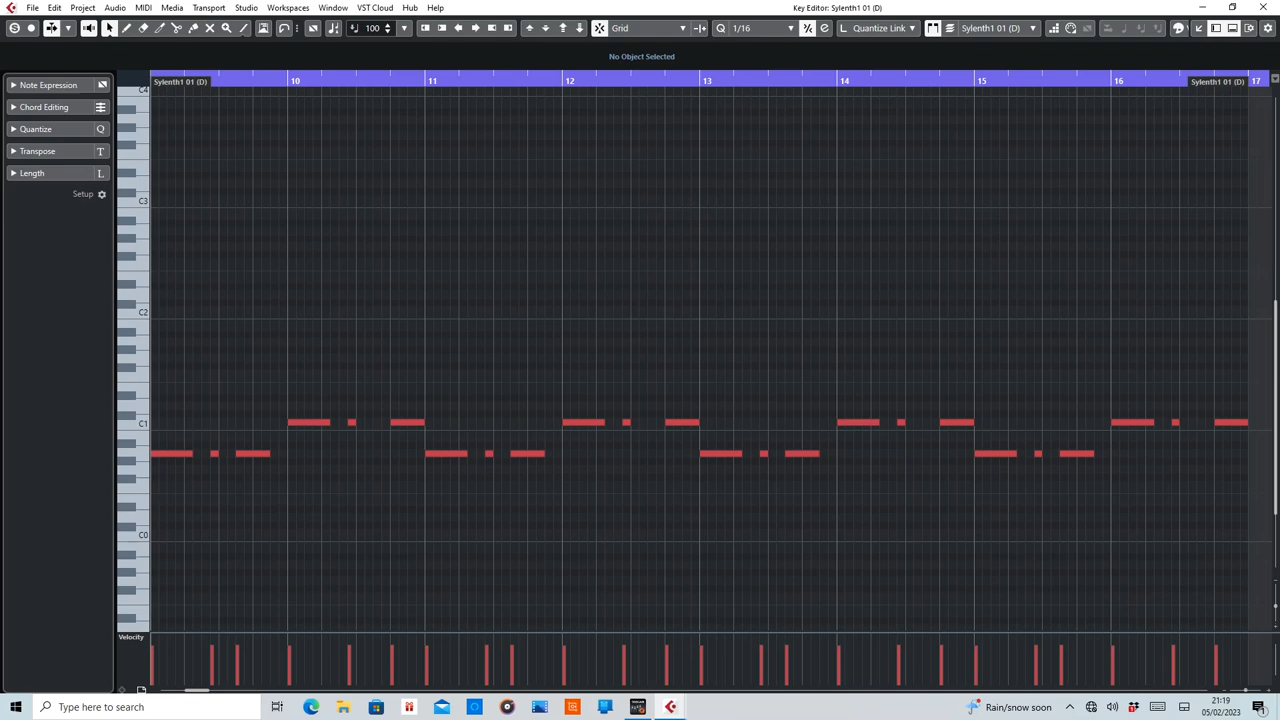 File Edit Project Audio MIDI Media Transport Studio Workspaces Window VST Cloud Hub Help
Key Editor: Sylenth1 01 (D)
100 Grid Q 1/16 L Quantize Link Sylenth1 01 (D)
No Object Selected
Sylenth1 01 (D) 10 11 12 13 14 15 16 Sylenth1 01 (D) 17
Note Expression
Chord Editing
Quantize Q
Transpose T
Length L
Setup
C4
C3
C2
C1
C0
Velocity
Type here to search
Rain/snow soon
21:19
05/02/2023